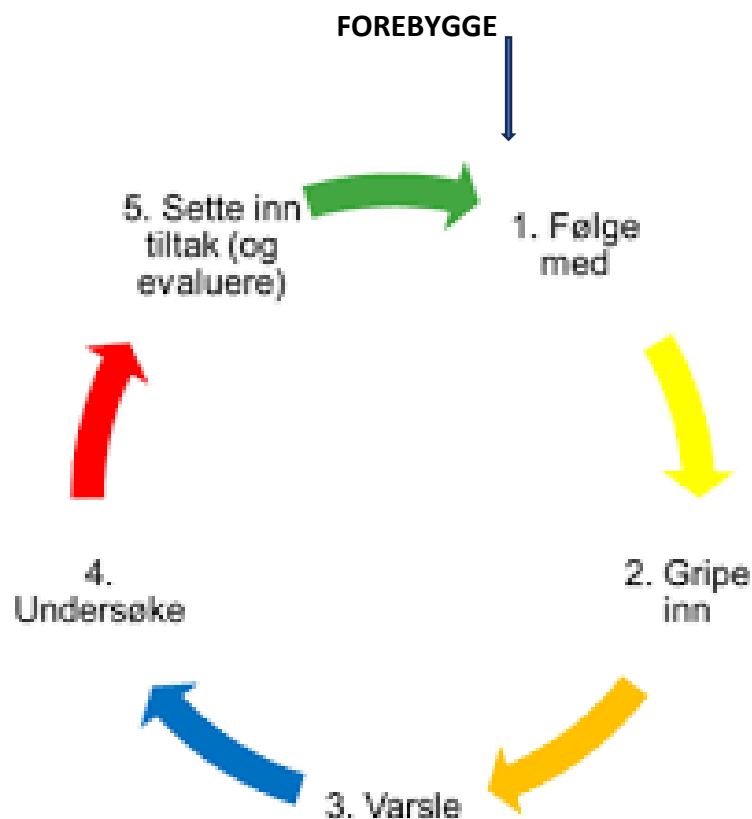 FOREBYGGE
1. Følge
med
2. Gripe
inn
3. Varsle
4.
Undersøke
5. Sette inn
tiltak (og
evaluere)